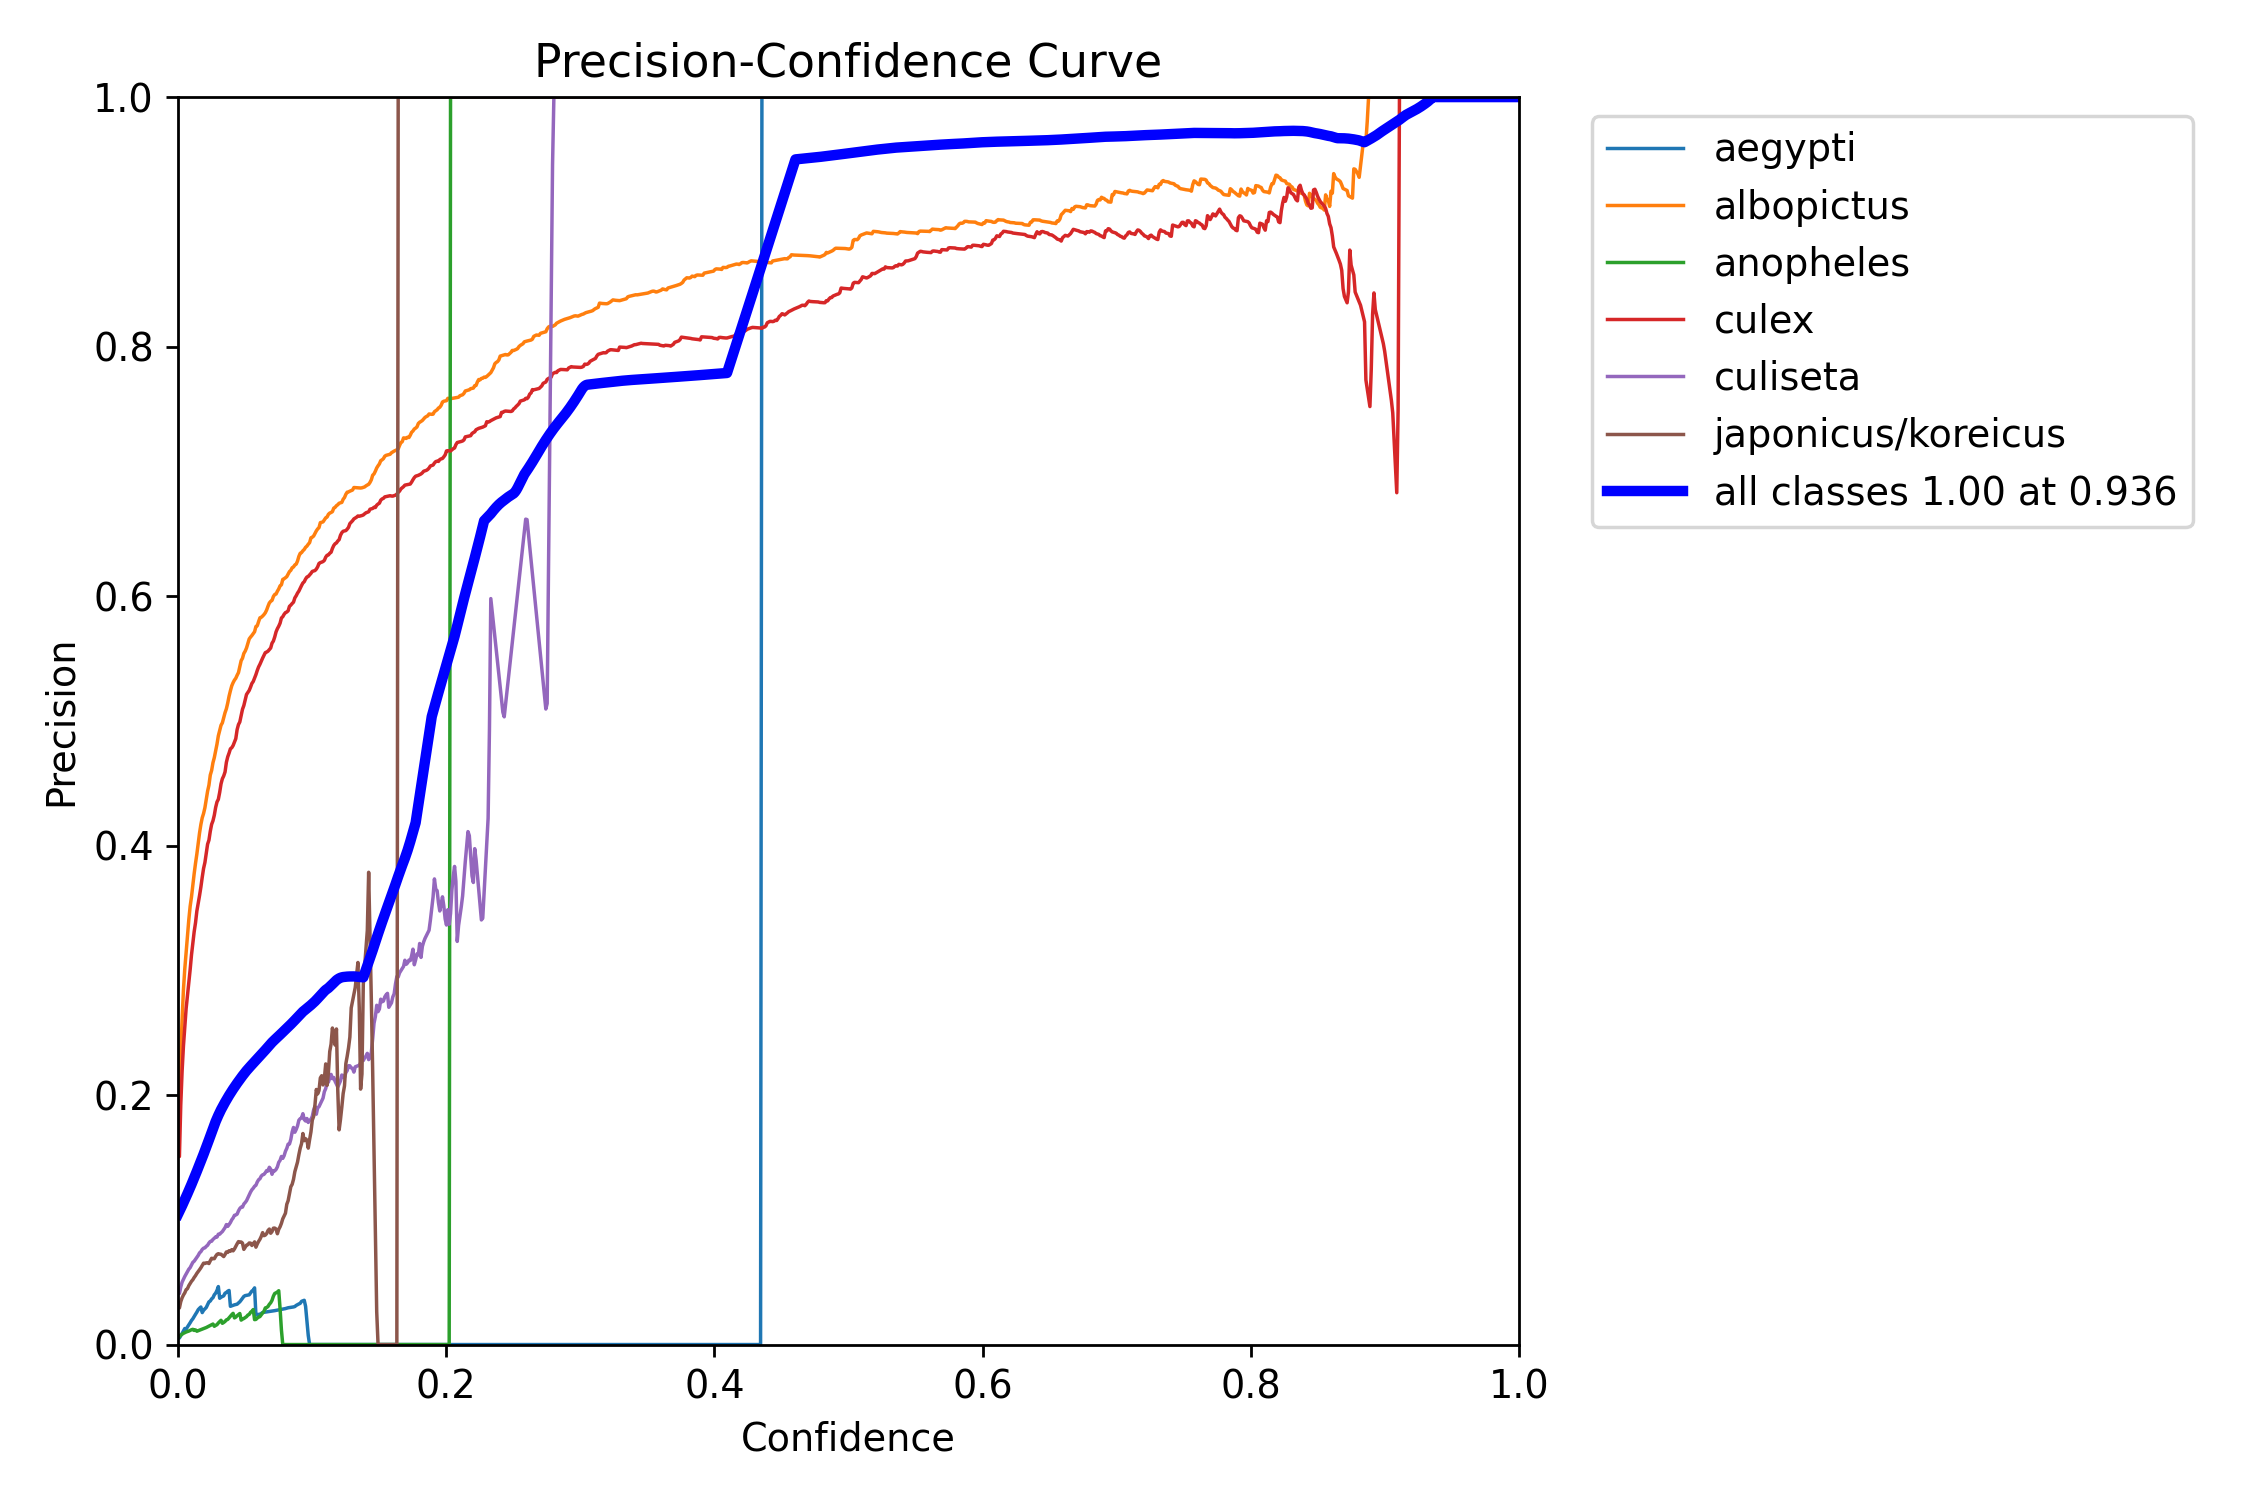 Precision-Confidence Curve
1.0
0.8
0.6
0.4
0.2
0.0
Precision
0.0 0.2 0.4 0.6 0.8 1.0
Confidence
aegypti
albopictus
anopheles
culex
culiseta
japonicus/koreicus
all classes 1.00 at 0.936